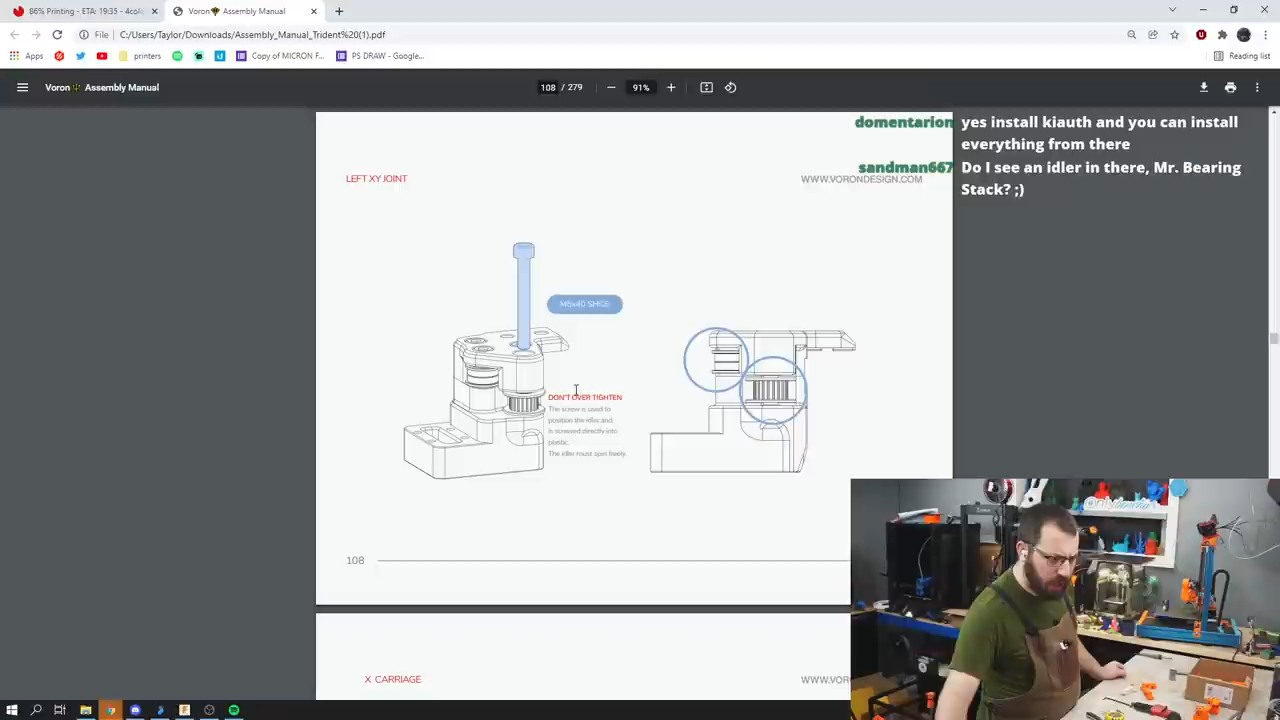 86% Printing - ETA: 19:35 - 4colo
Voron Assembly Manual
File
C:/Users/Taylor/Downloads/Assembly_Manual_Trident%20(1).pdf
Apps
printers
Copy of MICRON F...
PS DRAW - Google...
Reading list
Voron Assembly Manual
108 / 279
91%
domentarion yes install kiauth and you can install
everything from there
sandman667 Do I see an idler in there, Mr. Bearing
Stack? ;)
LEFT XY JOINT
WWW.VORONDESIGN.COM
M5x40 SHCS
DON'T OVER TIGHTEN
The screw is used to
position the idler and
is screwed directly into
plastic.
The idler must spin freely.
108
X CARRIAGE
WWW.VOR